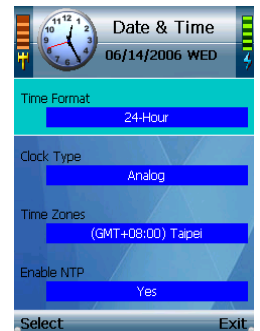 Date & Time
06/14/2006 WED
Time Format
24-Hour
Clock Type
Analog
Time Zones
(GMT+08:00) Taipei
Enable NTP
Yes
Select Exit